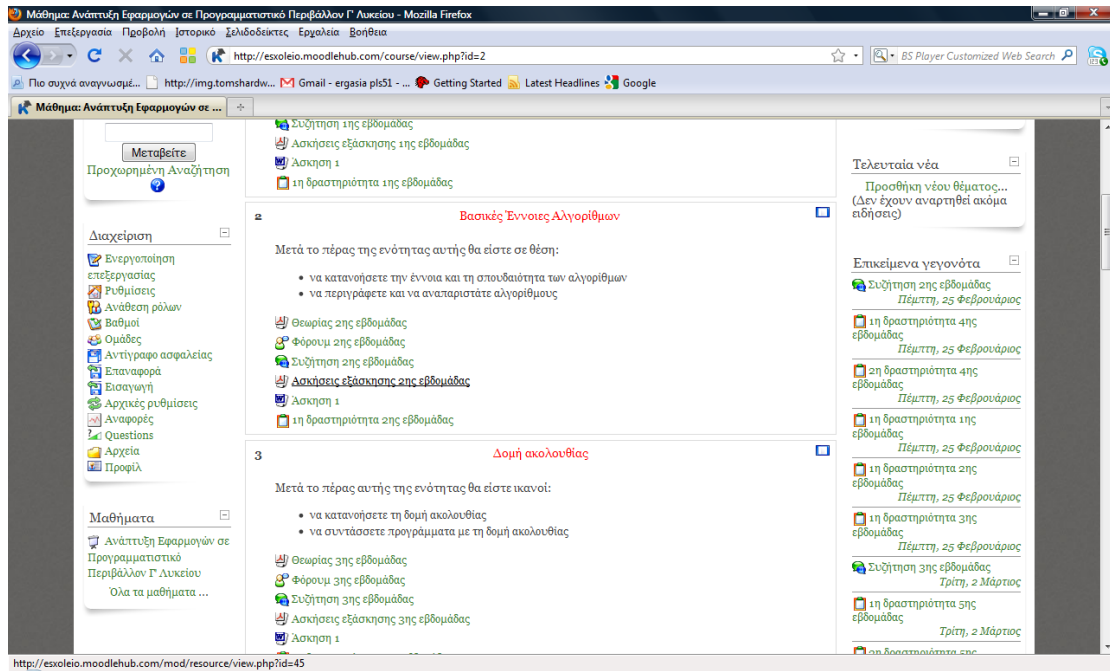 Μάθημα: Ανάπτυξη Εφαρμογών σε Προγραμματιστικό Περιβάλλον Γ' Λυκείου - Mozilla Firefox
Αρχείο Επεξεργασία Προβολή Ιστορικό Σελιδοδείκτες Εργαλεία Βοήθεια
http://esxoleio.moodlehub.com/course/view.php?id=2
BS Player Customized Web Search
Πιο συχνά αναγνωσμέ... http://img.tomshardw... Gmail - ergasia pls51 - ... Getting Started Latest Headlines Google
Μάθημα: Ανάπτυξη Εφαρμογών σε ...
Μεταβείτε
Προχωρημένη Αναζήτηση
Διαχείριση
Ενεργοποίηση
επεξεργασίας
Ρυθμίσεις
Ανάθεση ρόλων
Βαθμοί
Ομάδες
Αντίγραφο ασφαλείας
Επαναφορά
Εισαγωγή
Αρχικές ρυθμίσεις
Αναφορές
Questions
Αρχεία
Προφίλ
Μαθήματα
Ανάπτυξη Εφαρμογών σε
Προγραμματιστικό
Περιβάλλον Γ' Λυκείου
Όλα τα μαθήματα ...
Συζήτηση 1ης εβδομάδας
Ασκήσεις εξάσκησης 1ης εβδομάδας
Άσκηση 1
1η δραστηριότητα 1ης εβδομάδας
2
Βασικές Έννοιες Αλγορίθμων
Μετά το πέρας της ενότητας αυτής θα είστε σε θέση:
• να κατανοήσετε την έννοια και τη σπουδαιότητα των αλγορίθμων
• να περιγράφετε και να αναπαριστάτε αλγορίθμους
Θεωρίας 2ης εβδομάδας
Φόρουμ 2ης εβδομάδας
Συζήτηση 2ης εβδομάδας
Ασκήσεις εξάσκησης 2ης εβδομάδας
Άσκηση 1
1η δραστηριότητα 2ης εβδομάδας
3
Δομή ακολουθίας
Μετά το πέρας αυτής της ενότητας θα είστε ικανοί:
• να κατανοήσετε τη δομή ακολουθίας
• να συντάσσετε προγράμματα με τη δομή ακολουθίας
Θεωρίας 3ης εβδομάδας
Φόρουμ 3ης εβδομάδας
Συζήτηση 3ης εβδομάδας
Ασκήσεις εξάσκησης 3ης εβδομάδας
Άσκηση 1
Τελευταία νέα
Προσθήκη νέου θέματος...
(Δεν έχουν αναρτηθεί ακόμα
ειδήσεις)
Επικείμενα γεγονότα
Συζήτηση 2ης εβδομάδας
Πέμπτη, 25 Φεβρουάριος
1η δραστηριότητα 4ης
εβδομάδας
Πέμπτη, 25 Φεβρουάριος
2η δραστηριότητα 4ης
εβδομάδας
Πέμπτη, 25 Φεβρουάριος
1η δραστηριότητα 1ης
εβδομάδας
Πέμπτη, 25 Φεβρουάριος
1η δραστηριότητα 2ης
εβδομάδας
Πέμπτη, 25 Φεβρουάριος
1η δραστηριότητα 3ης
εβδομάδας
Πέμπτη, 25 Φεβρουάριος
Συζήτηση 3ης εβδομάδας
Τρίτη, 2 Μάρτιος
1η δραστηριότητα 5ης
εβδομάδας
Τρίτη, 2 Μάρτιος
2η δραστηριότητα 5ης
http://esxoleio.moodlehub.com/mod/resource/view.php?id=45